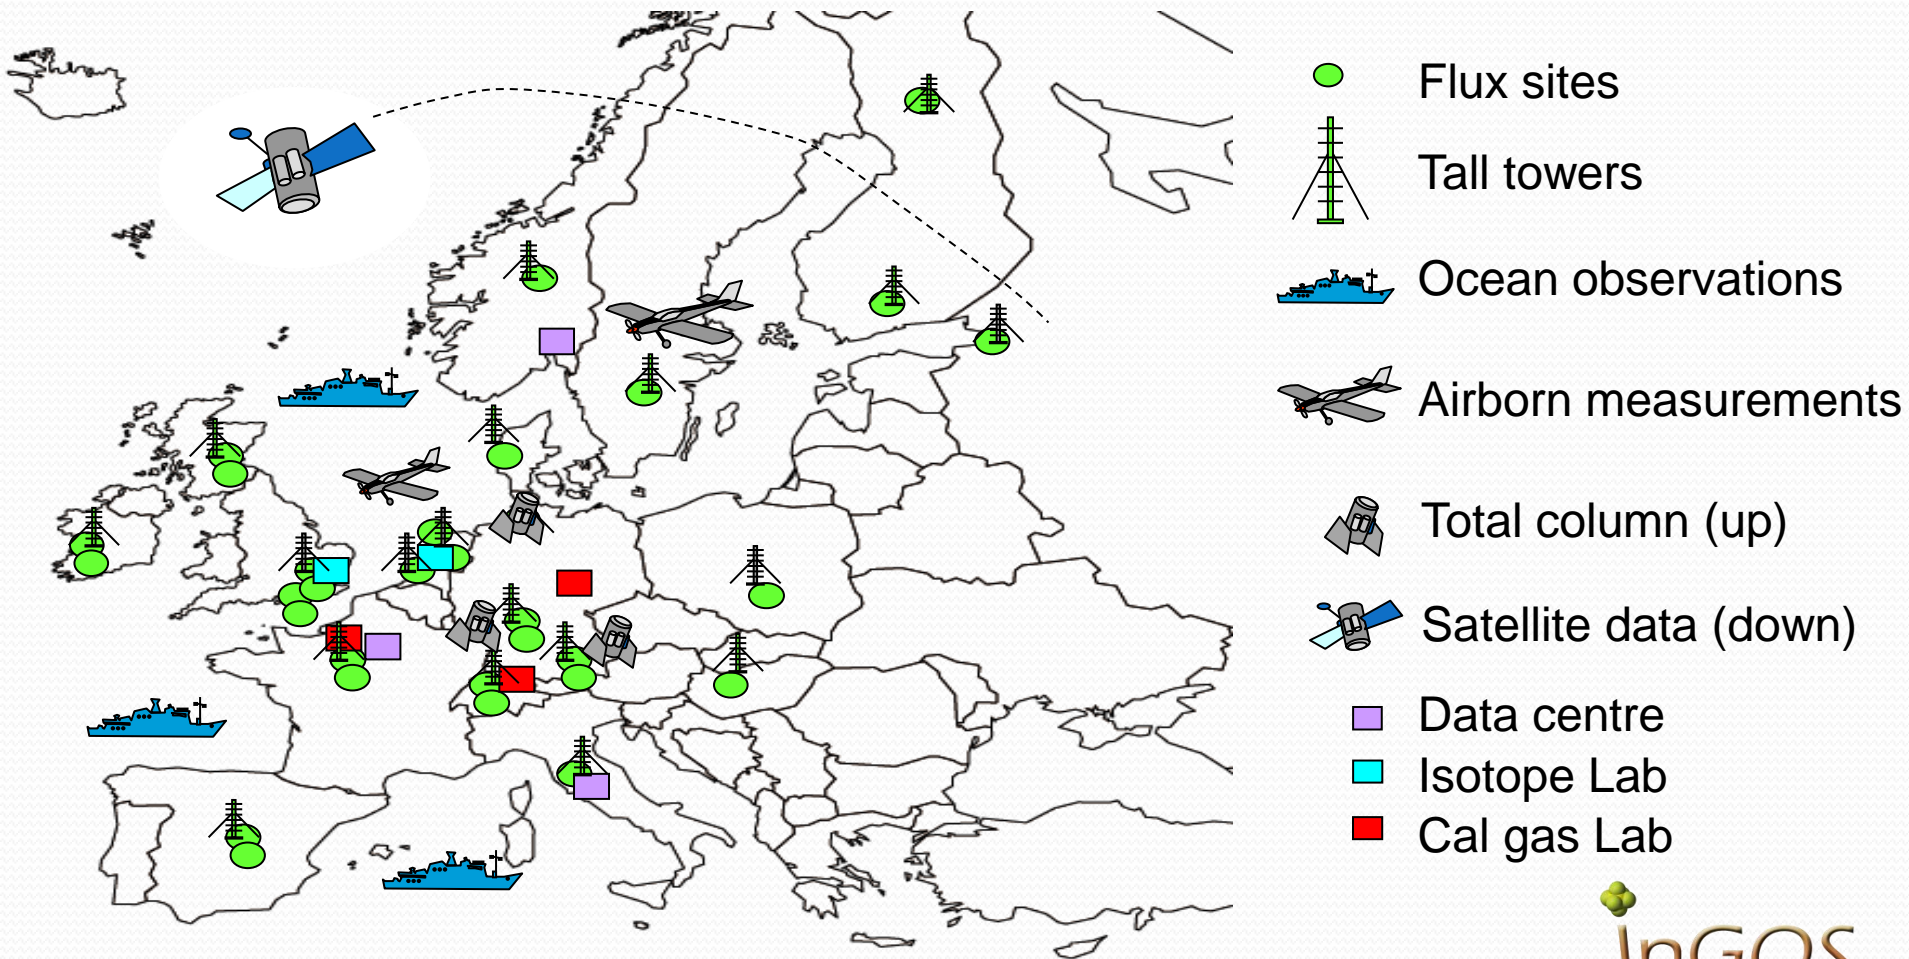 Flux sites
Tall towers
Ocean observations
Airborn measurements
Total column (up)
Satellite data (down)
Data centre
Isotope Lab
Cal gas Lab
InGOS